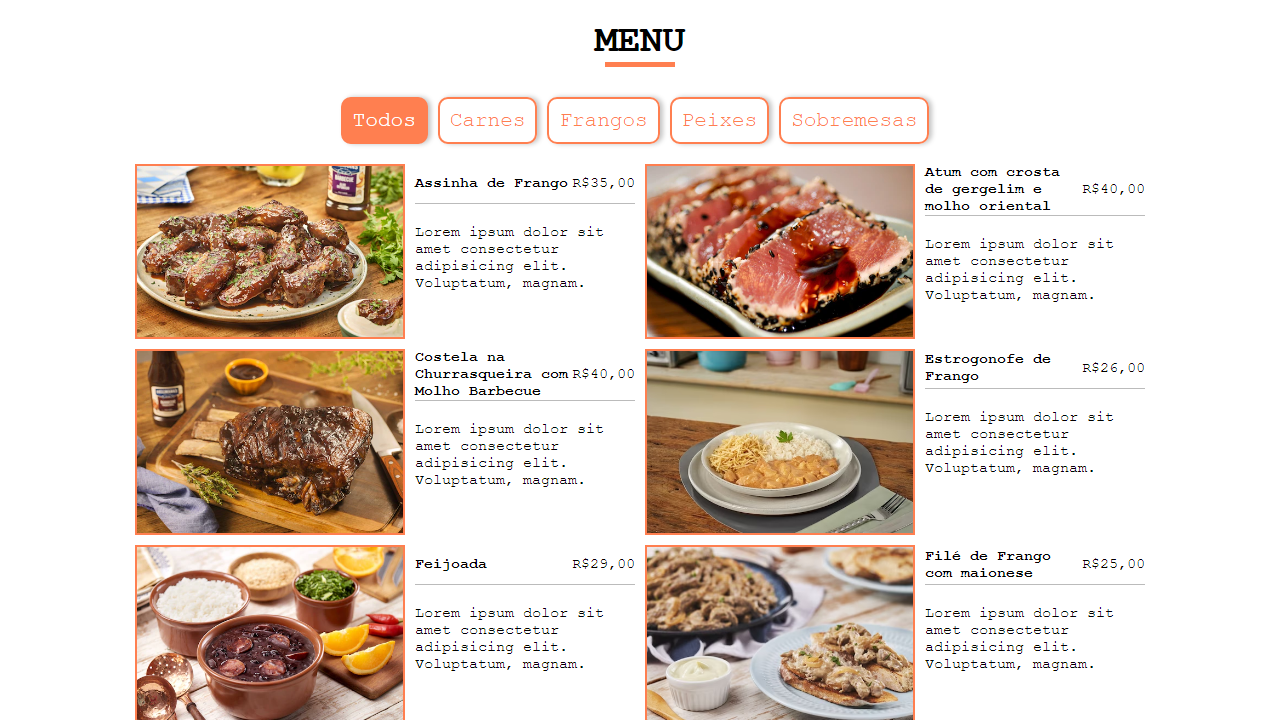 MENU
Todos
Carnes
Frangos
Peixes
Sobremesas
Assinha de Frango R$35,00
Lorem ipsum dolor sit
amet consectetur
adipisicing elit.
Voluptatum, magnam.
Atum com crosta
de gergelim e
molho oriental
R$40,00
Lorem ipsum dolor sit
amet consectetur
adipisicing elit.
Voluptatum, magnam.
Costela na
Churrasqueira com
Molho Barbecue
R$40,00
Lorem ipsum dolor sit
amet consectetur
adipisicing elit.
Voluptatum, magnam.
Estrogonofe de
Frango
R$26,00
Lorem ipsum dolor sit
amet consectetur
adipisicing elit.
Voluptatum, magnam.
Feijoada R$29,00
Lorem ipsum dolor sit
amet consectetur
adipisicing elit.
Voluptatum, magnam.
Filé de Frango
com maionese
R$25,00
Lorem ipsum dolor sit
amet consectetur
adipisicing elit.
Voluptatum, magnam.